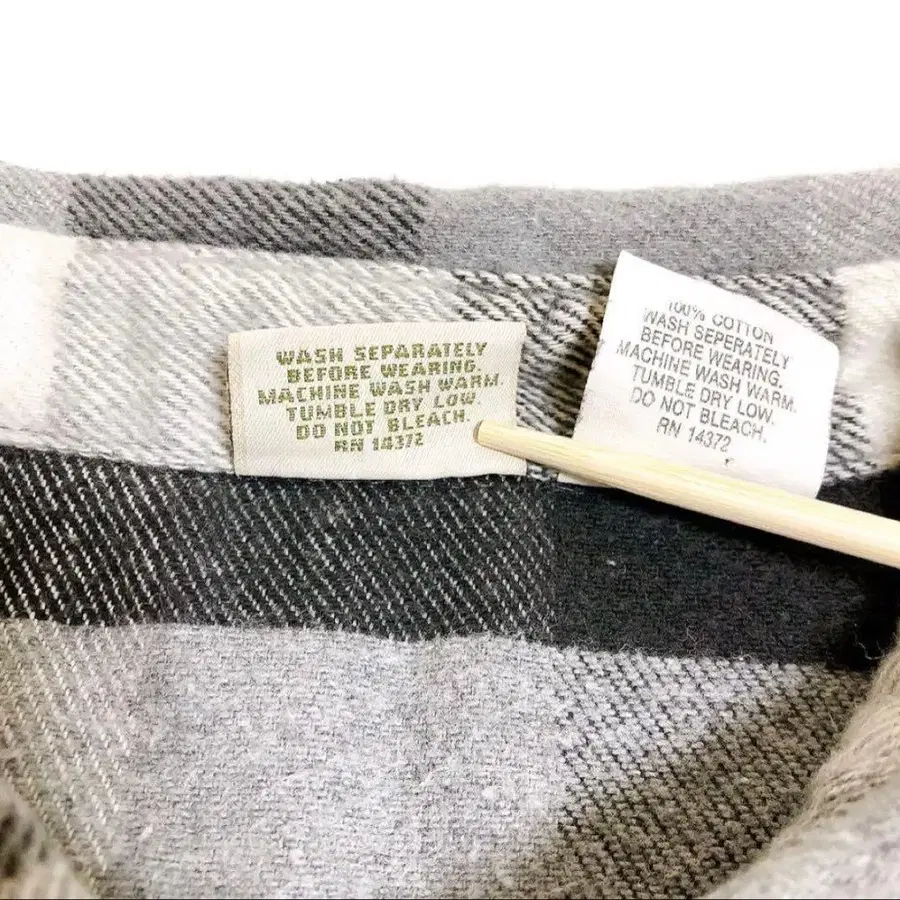 WASH SEPARATELY
BEFORE WEARING.
MACHINE WASH WARM.
TUMBLE DRY LOW.
DO NOT BLEACH.
RN 14372
100% COTTON
WASH SEPERATELY
BEFORE WEARING.
MACHINE WASH WARM.
TUMBLE DRY LOW.
DO NOT BLEACH.
RN 14372